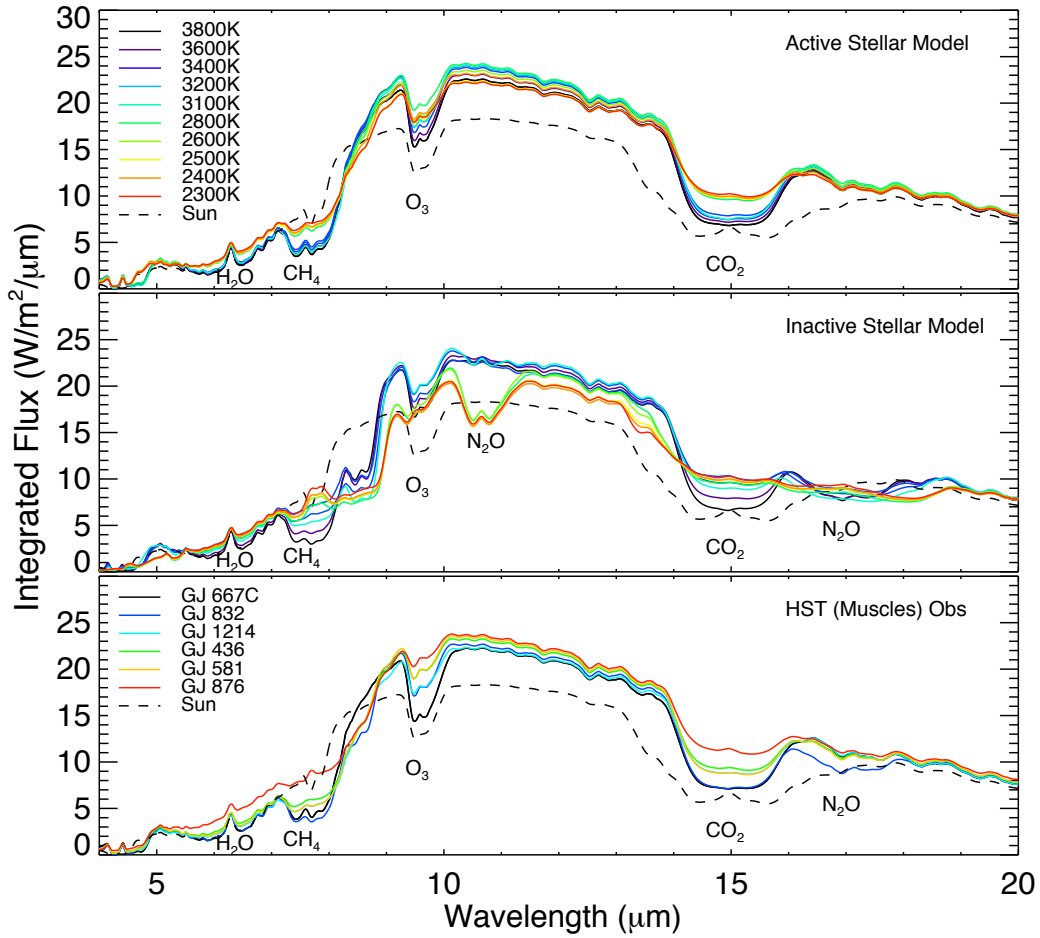 Integrated Flux (W/m²/μm)
30
25
20
15
10
5
0
3800K
3600K
3400K
3200K
3100K
2800K
2600K
2500K
2400K
2300K
Sun
Active Stellar Model
H₂O
CH₄
O₃
CO₂
25
20
15
10
5
0
Inactive Stellar Model
H₂O
CH₄
O₃
N₂O
CO₂
N₂O
25
20
15
10
5
0
GJ 667C
GJ 832
GJ 1214
GJ 436
GJ 581
GJ 876
Sun
HST (Muscles) Obs
H₂O
CH₄
O₃
CO₂
N₂O
5
10
15
20
Wavelength (μm)